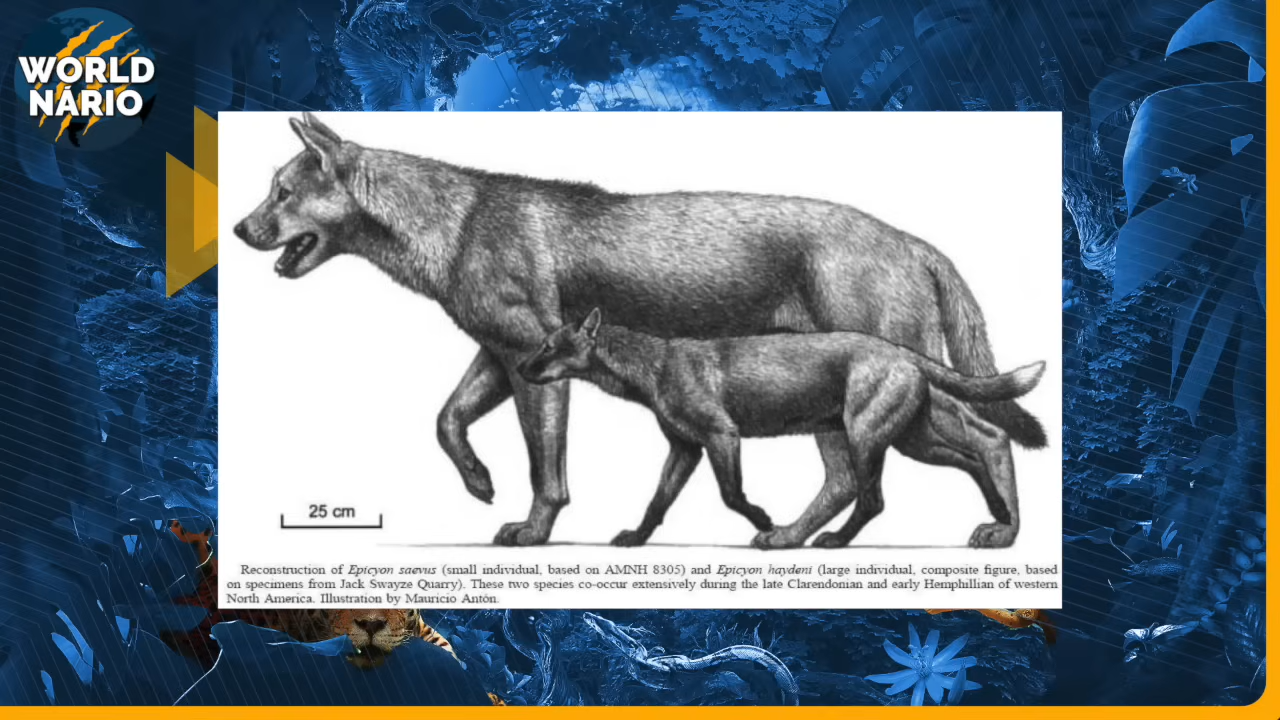 WORLD
NÁRIO
25 cm
Reconstruction of Epicyon saevus (small individual, based on AMNH 8305) and Epicyon haydeni (large individual, composite figure, based
on specimens from Jack Swayze Quarry). These two species co-occur extensively during the late Clarendonian and early Hemphillian of western
North America. Illustration by Mauricio Antón.